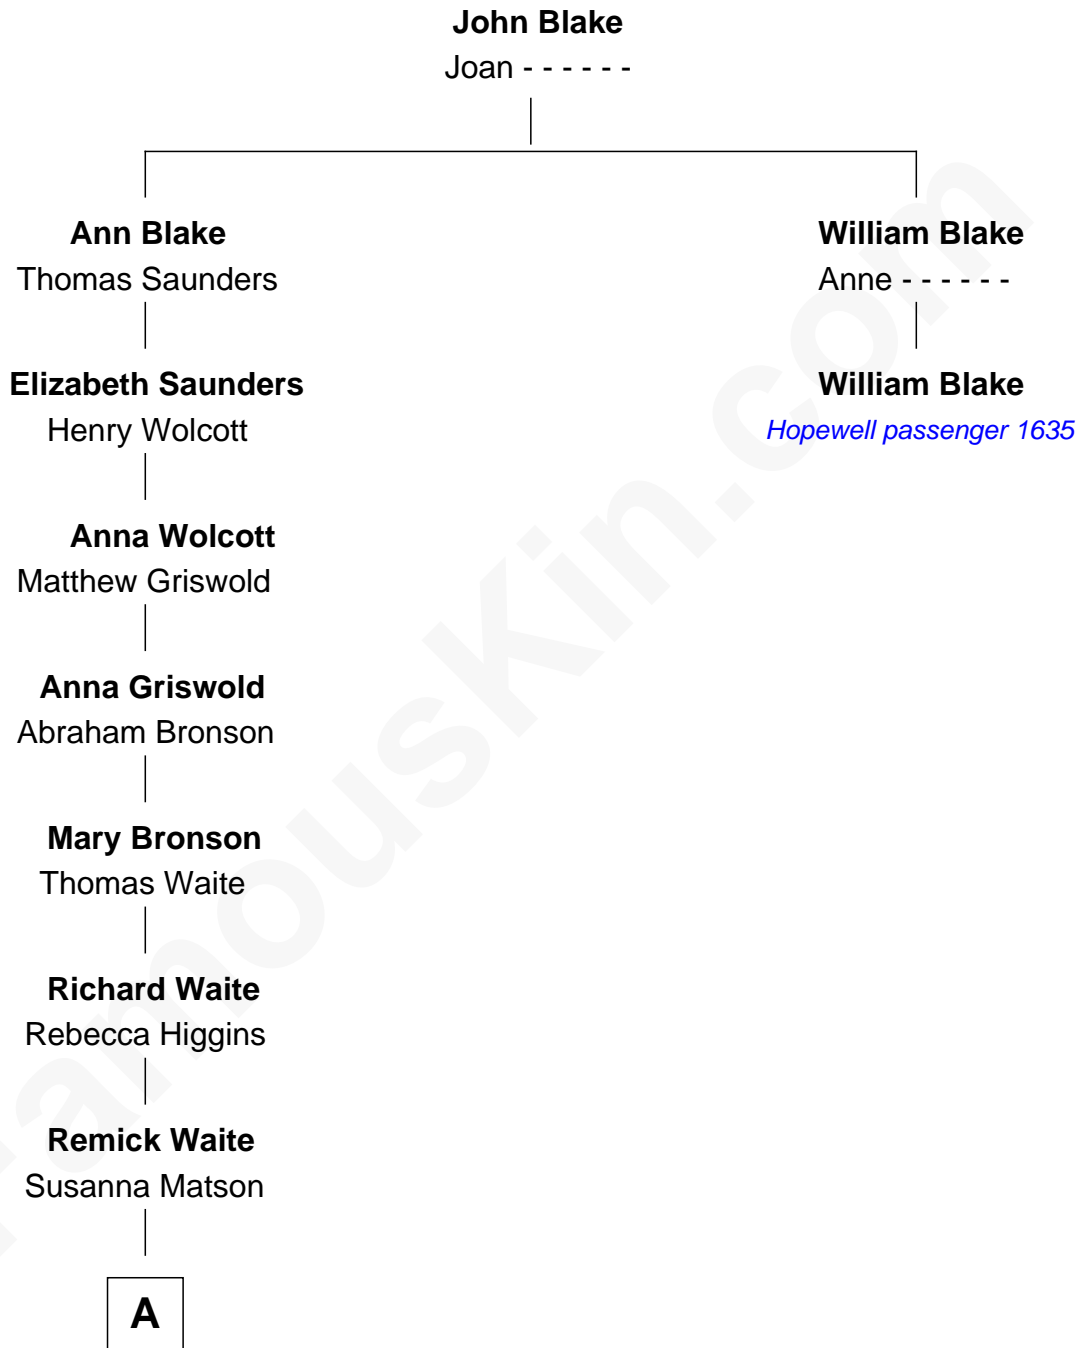 John Blake
Joan - - - - - -
Ann Blake
Thomas Saunders
William Blake
Anne - - - - - -
Elizabeth Saunders
Henry Wolcott
William Blake
Hopewell passenger 1635
Anna Wolcott
Matthew Griswold
Anna Griswold
Abraham Bronson
Mary Bronson
Thomas Waite
Richard Waite
Rebecca Higgins
Remick Waite
Susanna Matson
A
FamousKin.com